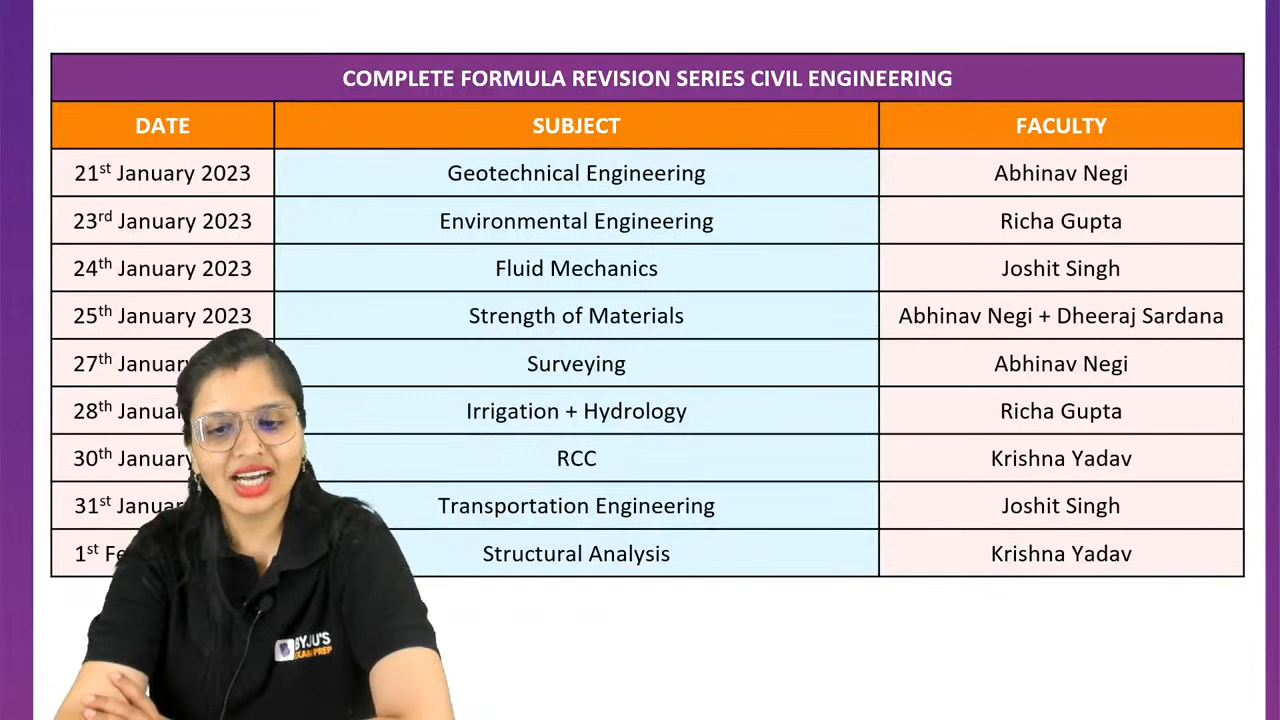 COMPLETE FORMULA REVISION SERIES CIVIL ENGINEERING
DATE SUBJECT FACULTY
21st January 2023 Geotechnical Engineering Abhinav Negi
23rd January 2023 Environmental Engineering Richa Gupta
24th January 2023 Fluid Mechanics Joshit Singh
25th January 2023 Strength of Materials Abhinav Negi + Dheeraj Sardana
27th Surveying Abhinav Negi
28th Irrigation + Hydrology Richa Gupta
30th January RCC Krishna Yadav
31st Transportation Engineering Joshit Singh
1st Structural Analysis Krishna Yadav
BYJU'S
EXAM PREP